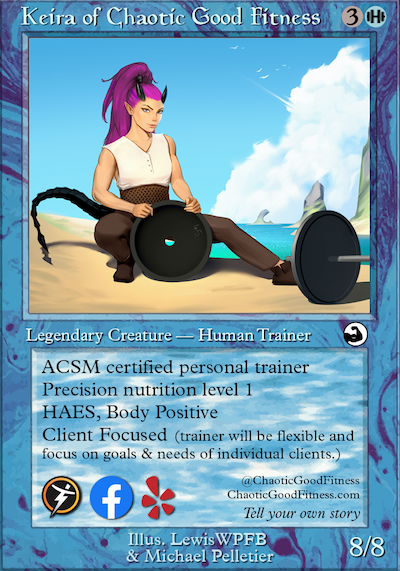 Keira of Chaotic Good Fitness 3
Legendary Creature — Human Trainer
ACSM certified personal trainer
Precision nutrition level 1
HAES, Body Positive
Client Focused (trainer will be flexible and
focus on goals & needs of individual clients.)
@ChaoticGoodFitness
ChaoticGoodFitness.com
Tell your own story
Illus. LewisWPFB
& Michael Pelletier
8/8